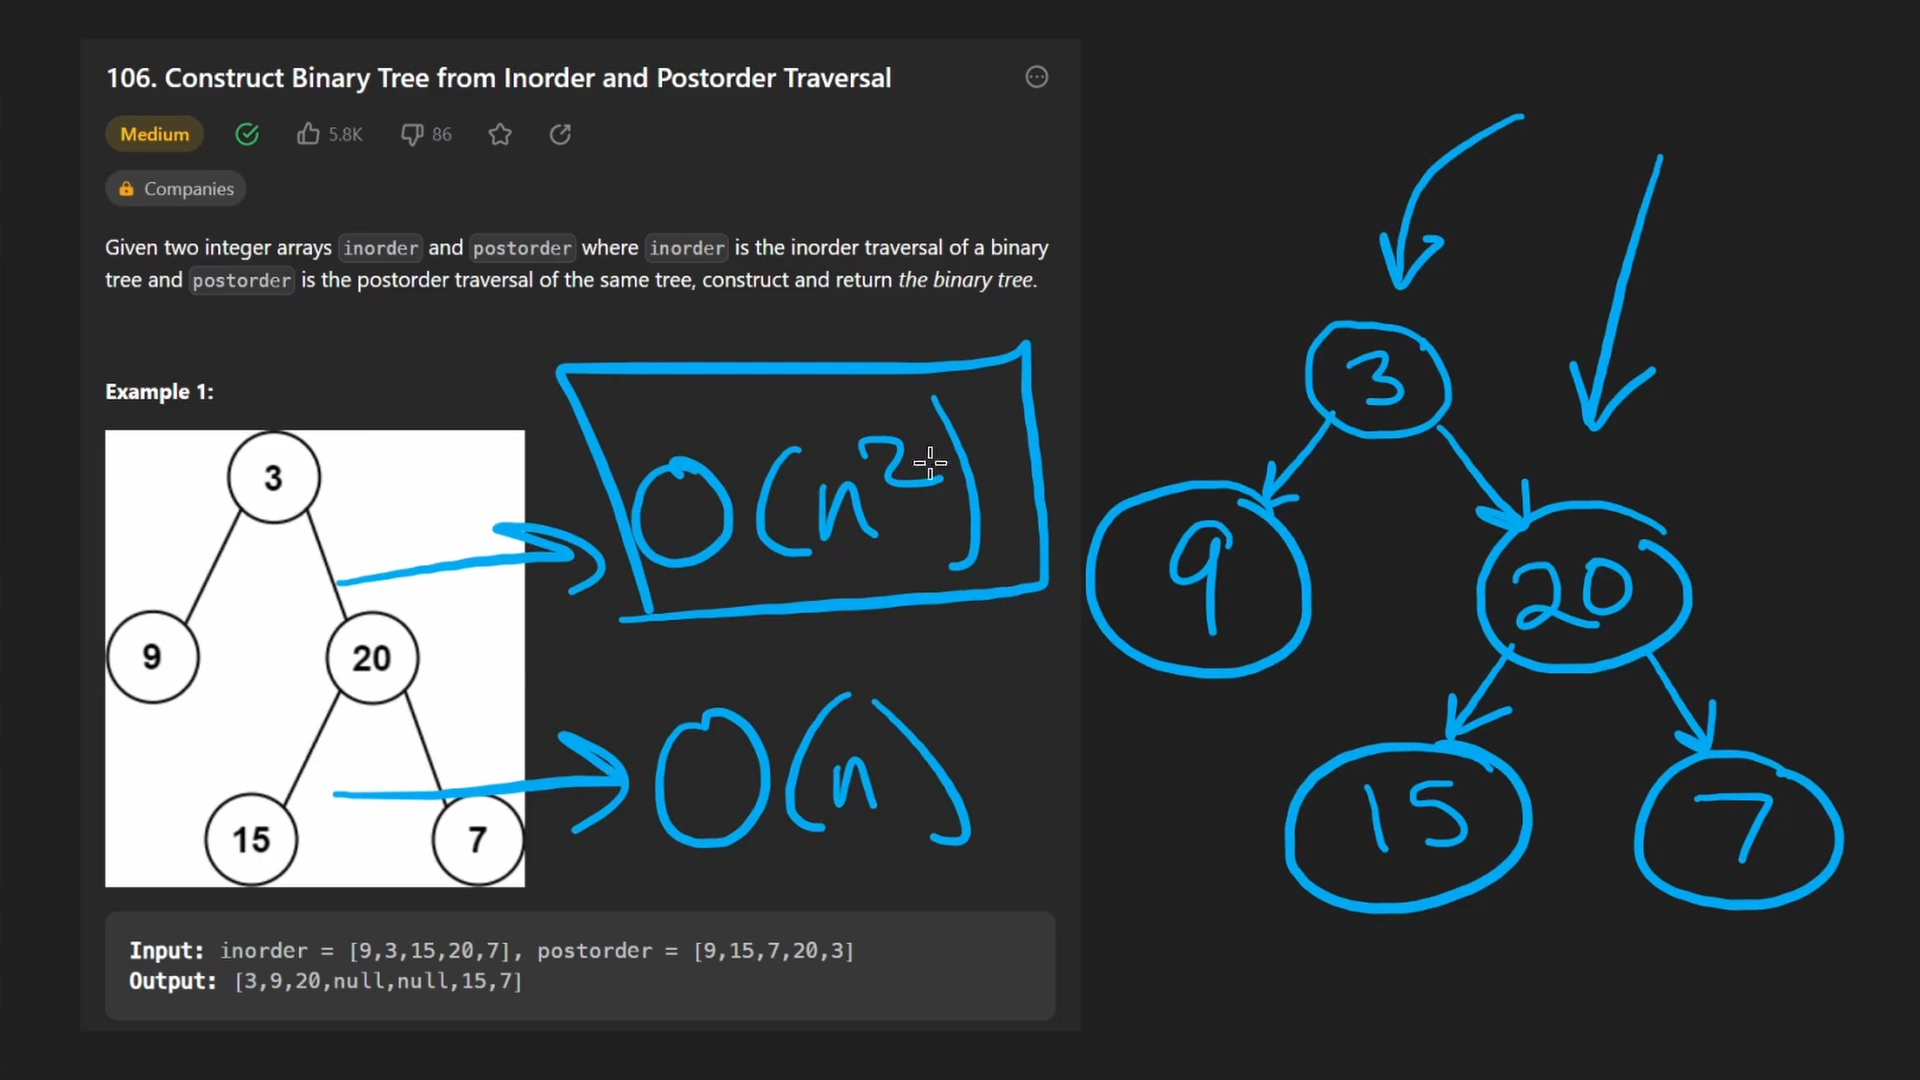 106. Construct Binary Tree from Inorder and Postorder Traversal
Medium 5.8K 86
Companies
Given two integer arrays inorder and postorder where inorder is the inorder traversal of a binary
tree and postorder is the postorder traversal of the same tree, construct and return the binary tree.
Example 1:
3
9 20
15 7
O(n²)
O(n)
Input: inorder = [9,3,15,20,7], postorder = [9,15,7,20,3]
Output: [3,9,20,null,null,15,7]
3
9 20
15 7